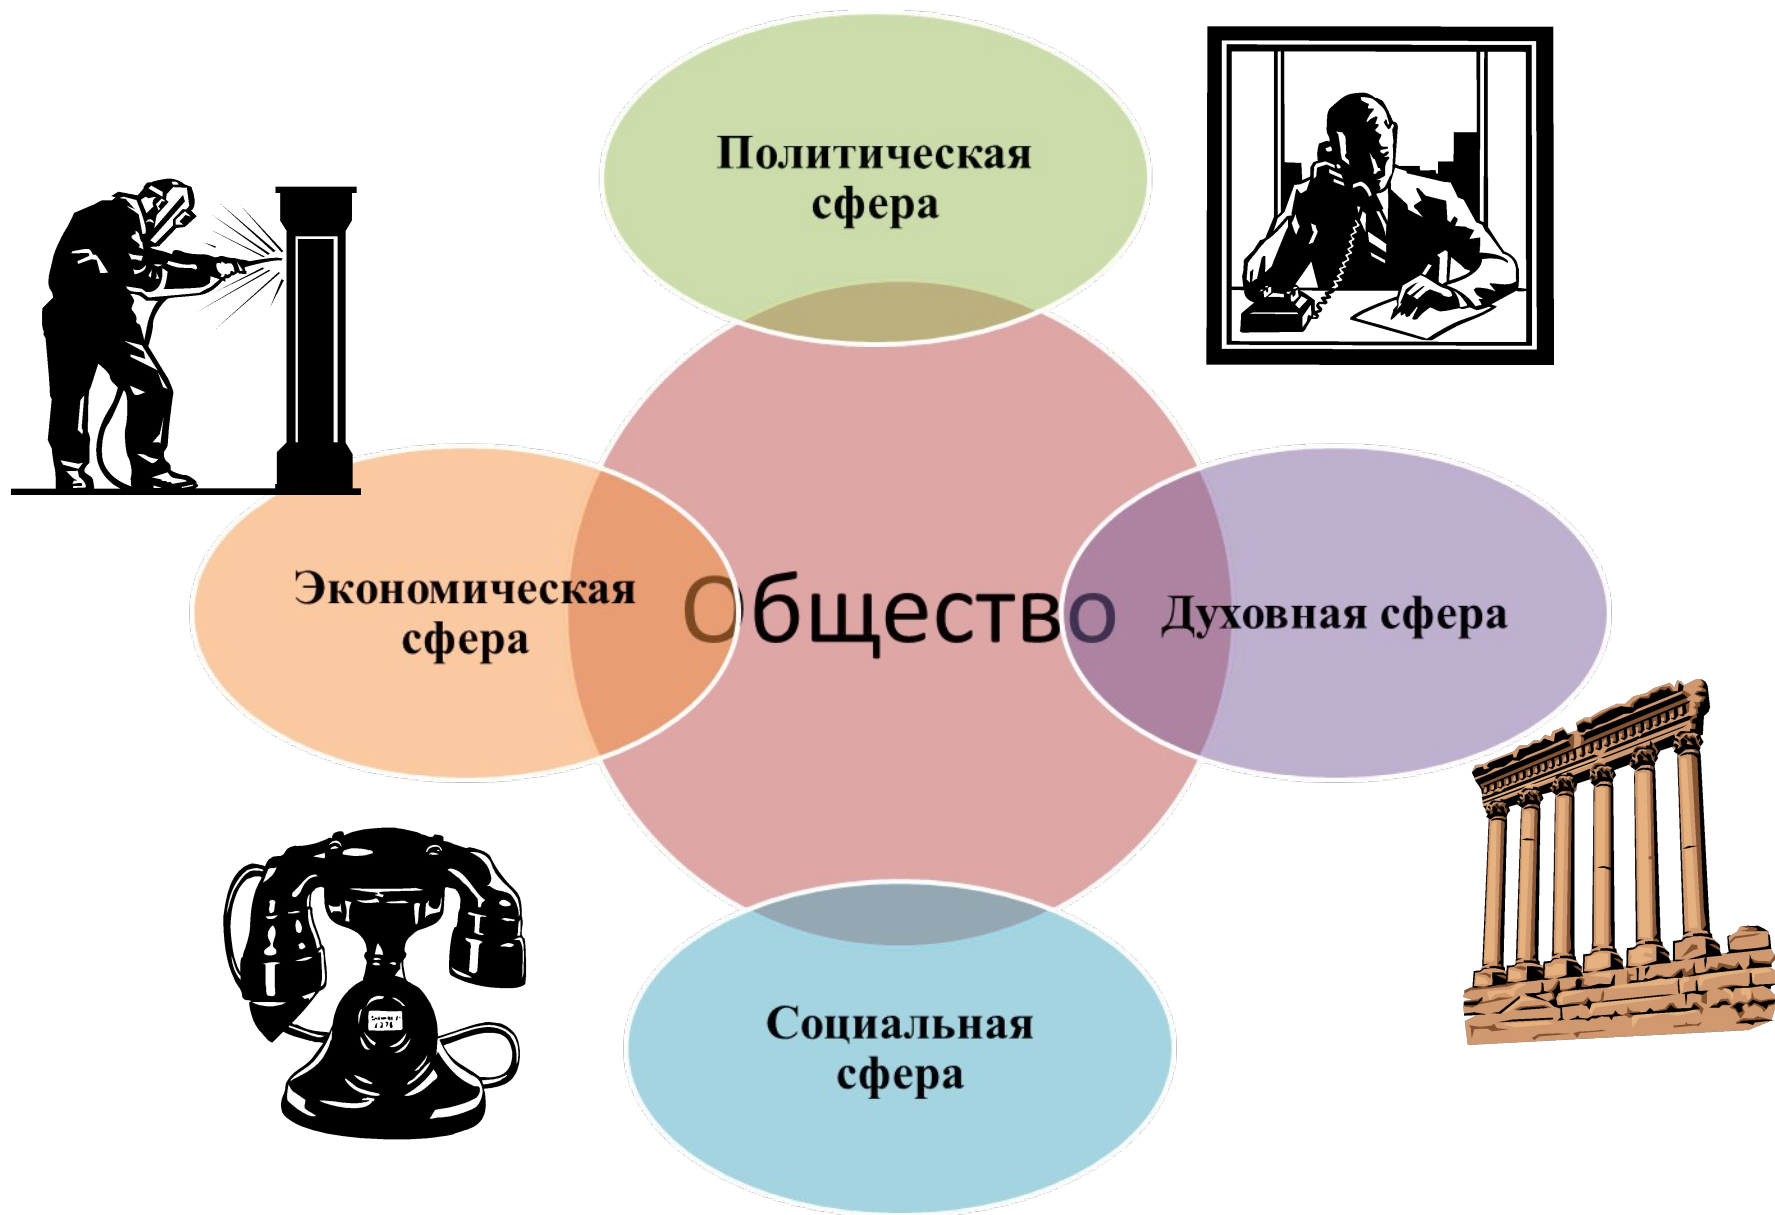 Политическая
сфера
Экономическая
сфера
Общество
Духовная сфера
Социальная
сфера